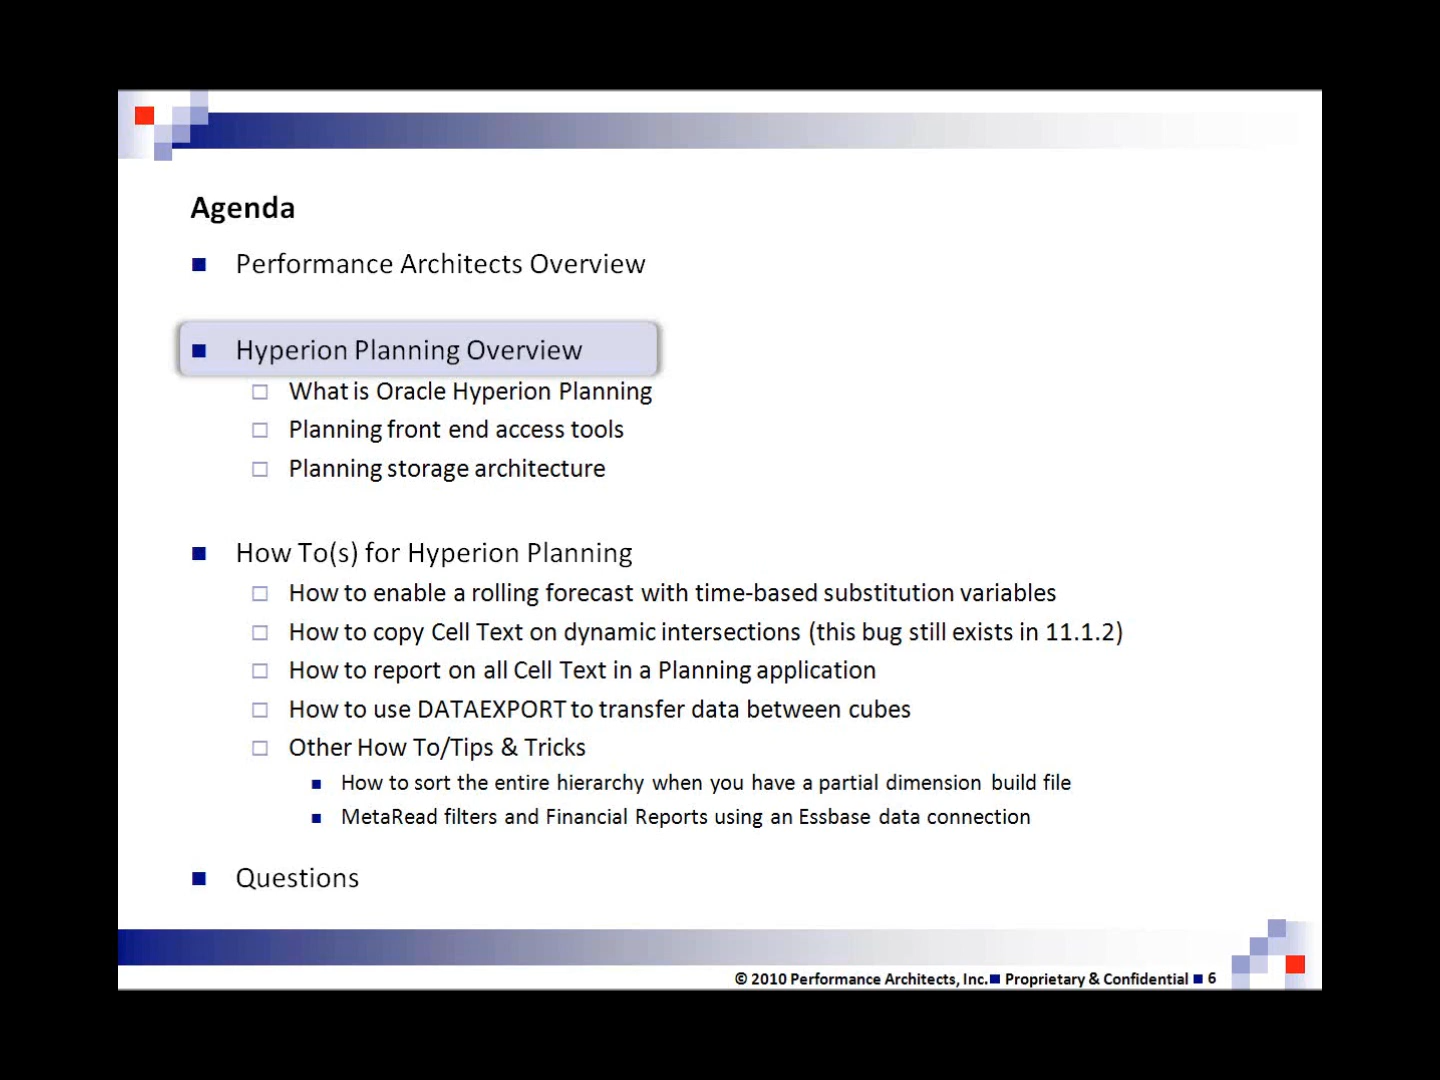 Agenda
Performance Architects Overview
Hyperion Planning Overview
What is Oracle Hyperion Planning
Planning front end access tools
Planning storage architecture
How To(s) for Hyperion Planning
How to enable a rolling forecast with time-based substitution variables
How to copy Cell Text on dynamic intersections (this bug still exists in 11.1.2)
How to report on all Cell Text in a Planning application
How to use DATAEXPORT to transfer data between cubes
Other How To/Tips & Tricks
How to sort the entire hierarchy when you have a partial dimension build file
MetaRead filters and Financial Reports using an Essbase data connection
Questions
© 2010 Performance Architects, Inc. ■ Proprietary & Confidential ■ 6